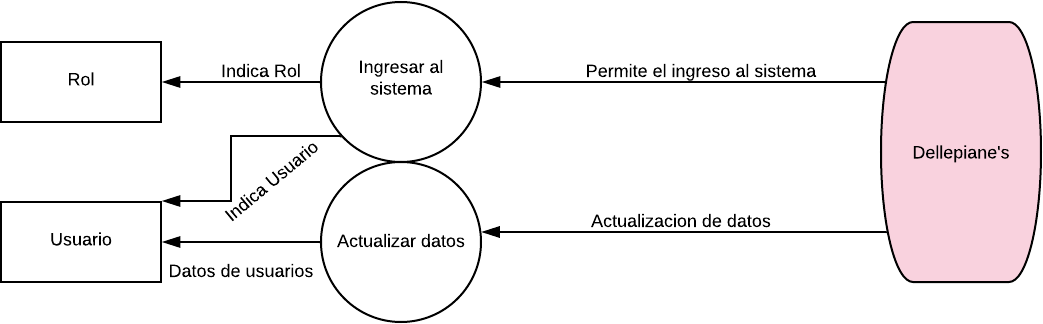 Rol
Indica Rol
Ingresar al
sistema
Permite el ingreso al sistema
Dellepiane's
Indica Usuario
Usuario
Datos de usuarios
Actualizar datos
Actualizacion de datos